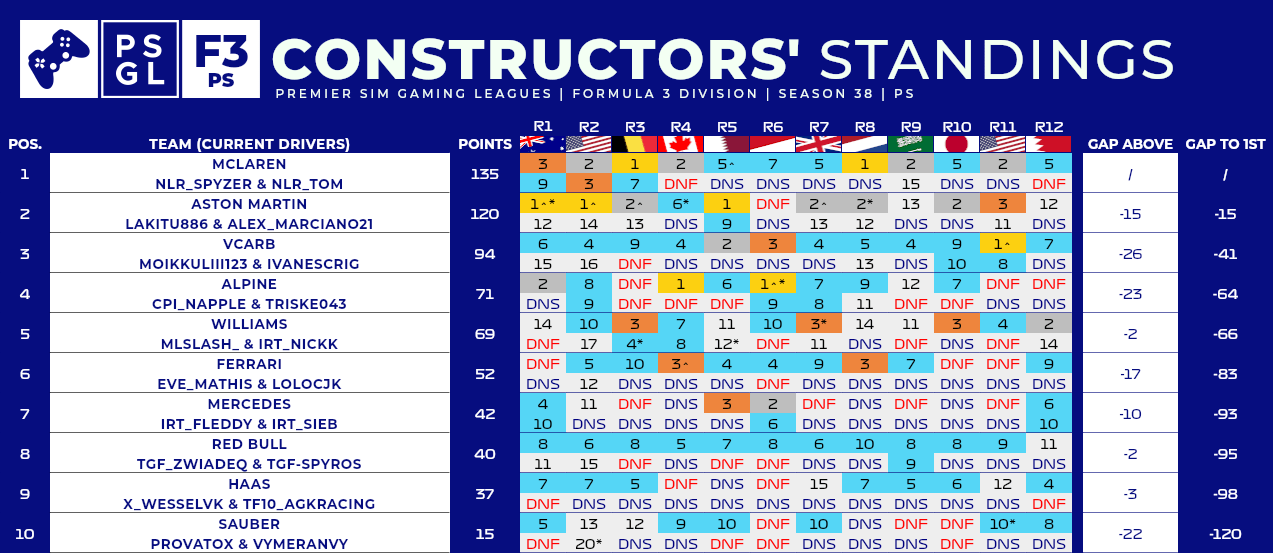 PS GL F3 PS CONSTRUCTORS' STANDINGS
PREMIER SIM GAMING LEAGUES | FORMULA 3 DIVISION | SEASON 38 | PS
R1 R2 R3 R4 R5 R6 R7 R8 R9 R10 R11 R12
POS. TEAM (CURRENT DRIVERS) POINTS GAP ABOVE GAP TO 1ST
MCLAREN 3 2 1 2 5^ 7 5 1 2 5 2 5
1 135 / /
NLR_SPYZER & NLR_TOM 9 3 7 DNF DNS DNS DNS DNS 15 DNS DNS DNF
ASTON MARTIN 1^* 1^ 2^ 6* 1 DNF 2^ 2* 13 2 3 12
2 120 -15 -15
LAKITU886 & ALEX_MARCIANO21 12 14 13 DNS 9 DNS 13 12 DNS DNS 11 DNS
VCARB 6 4 9 4 2 3 4 5 4 9 1^ 7
3 94 -26 -41
MOIKKULIII123 & IVANESCRIG 15 16 DNF DNS DNS DNS DNS 13 DNS 10 8 DNS
ALPINE 2 8 DNF 1 6 1^* 7 9 12 7 DNF DNF
4 71 -23 -64
CPI_NAPPLE & TRISKE043 DNS 9 DNF DNF DNF 9 8 11 DNF DNF DNS DNS
WILLIAMS 14 10 3 7 11 10 3* 14 11 3 4 2
5 69 -2 -66
MLSLASH_ & IRT_NICKK DNF 17 4* 8 12* DNF 11 DNS DNF DNS DNF 14
FERRARI DNF 5 10 3^ 4 4 9 3 7 DNF DNF 9
6 52 -17 -83
EVE_MATHIS & LOLOCJK DNS 12 DNS DNS DNS DNF DNS DNS DNS DNS DNS DNS
MERCEDES 4 11 DNF DNS 3 2 DNF DNS DNF DNS DNF 6
7 42 -10 -93
IRT_FLEDDY & IRT_SIEB 10 DNS DNS DNS DNS 6 DNS DNS DNS DNS DNS 10
RED BULL 8 6 8 5 7 8 6 10 8 8 9 11
8 40 -2 -95
TGF_ZWIADEQ & TGF-SPYROS 11 15 DNF DNS DNF DNF DNS DNS 9 DNS DNS DNS
HAAS 7 7 5 DNF DNS DNF 15 7 5 6 12 4
9 37 -3 -98
X_WESSELVK & TF10_AGKRACING DNF DNS DNS DNS DNS DNS DNS DNS DNS DNS DNS DNF
SAUBER 5 13 12 9 10 DNF 10 DNS DNF DNF 10* 8
10 15 -22 -120
PROVATOX & VYMERANVY DNF 20* DNS DNS DNS DNF DNS DNS DNS DNS DNS DNS